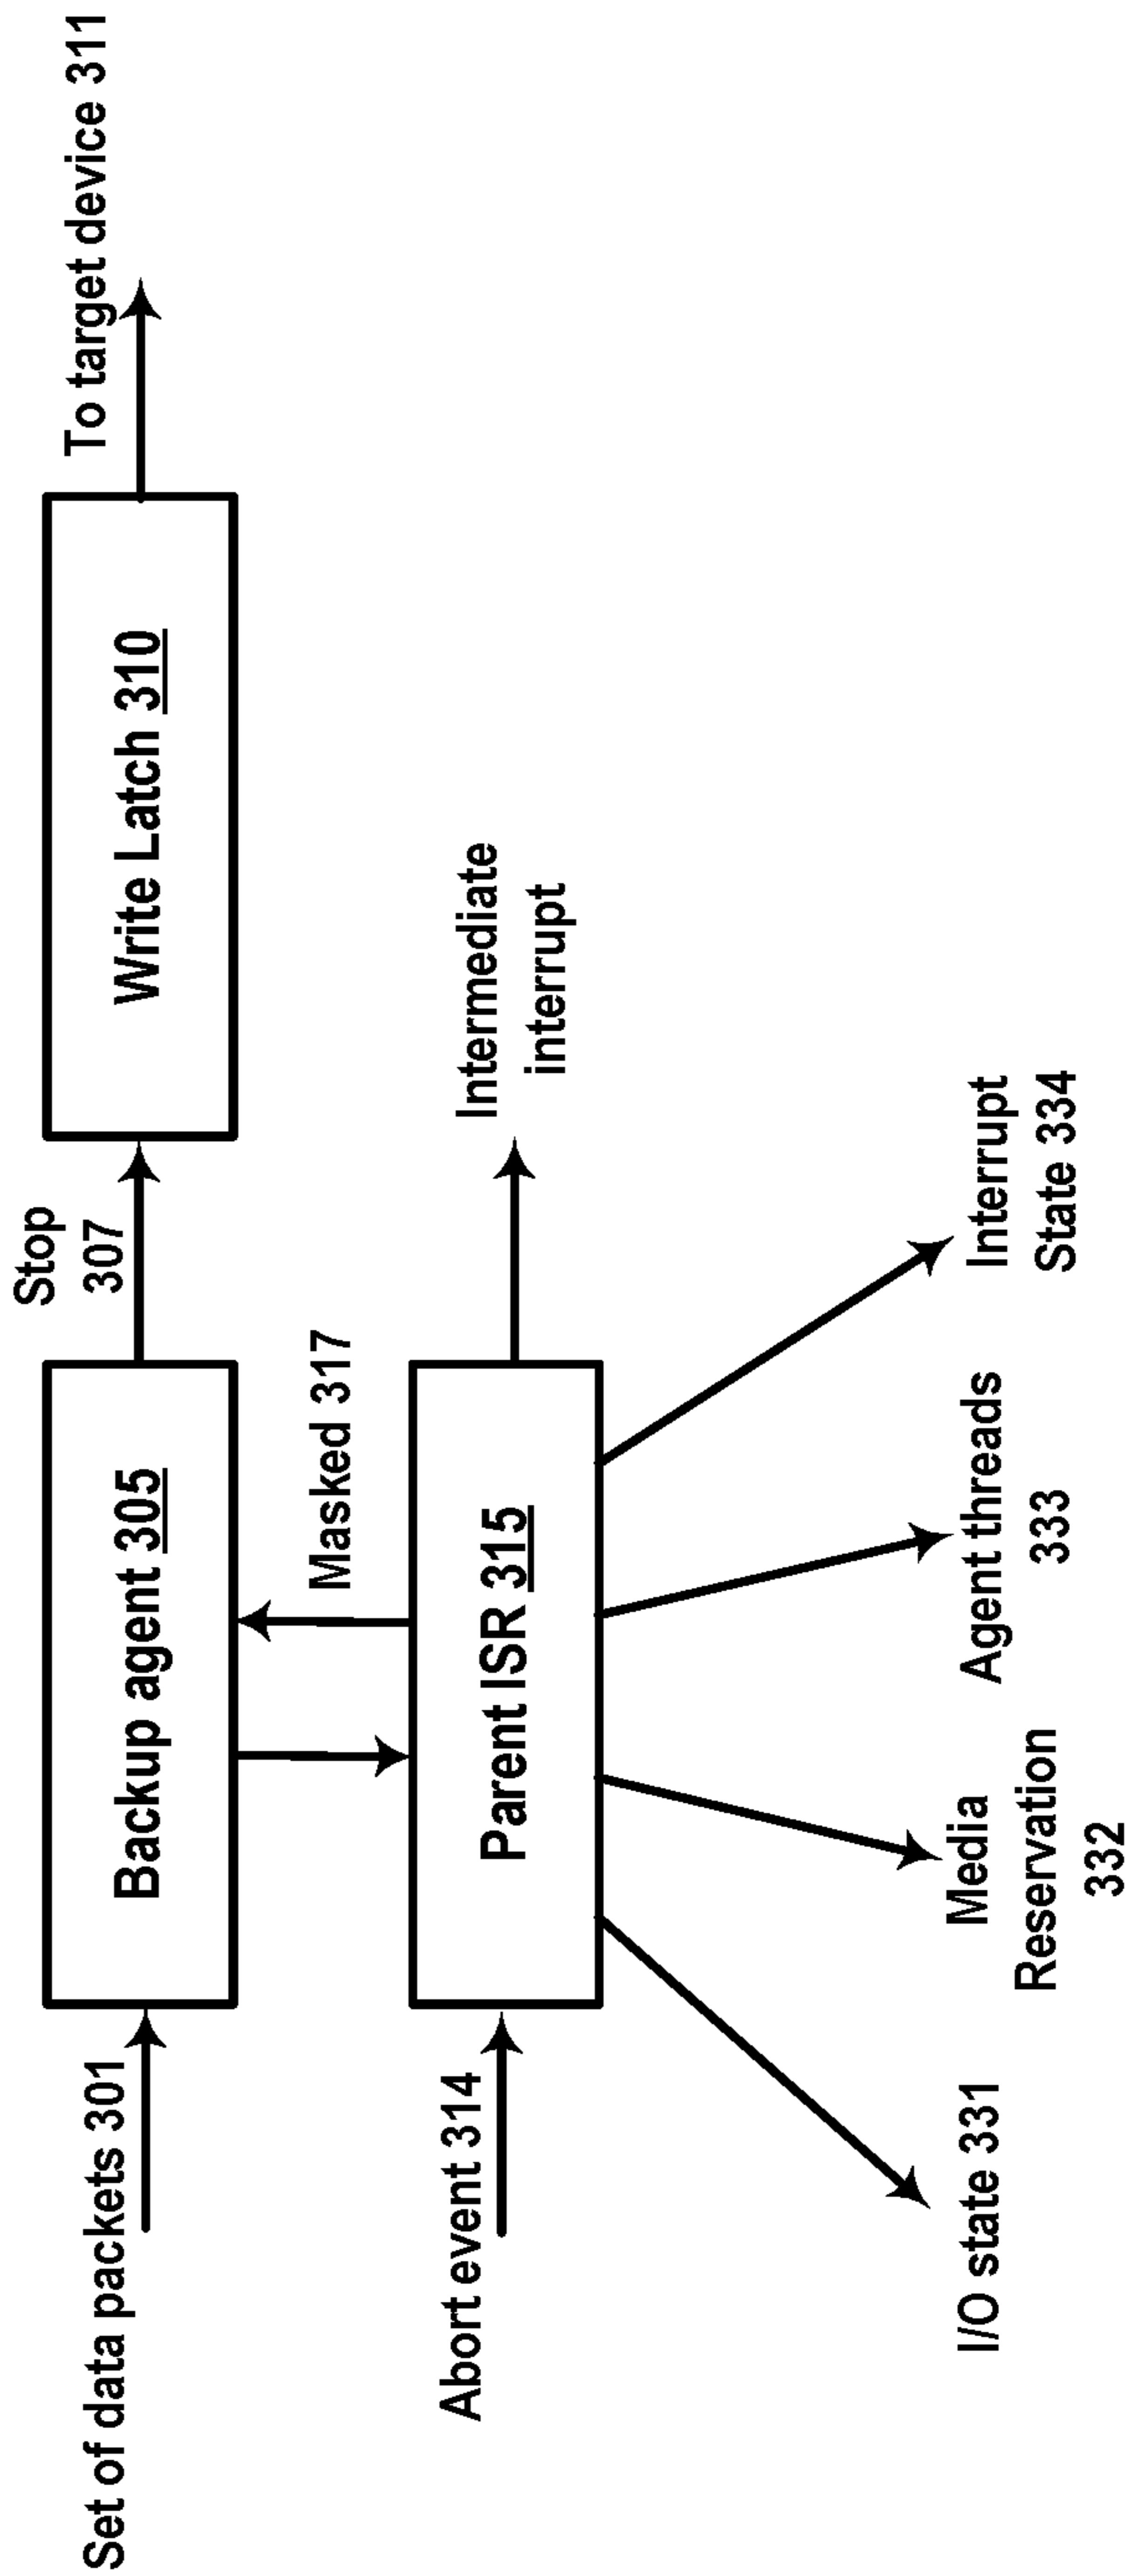 Set of data packets 301
Backup agent 305
Stop
307
Write Latch 310
To target device 311
Masked 317
Abort event 314
Parent ISR 315
Intermediate
interrupt
I/O state 331
Media
Reservation
332
Agent threads
333
Interrupt
State 334